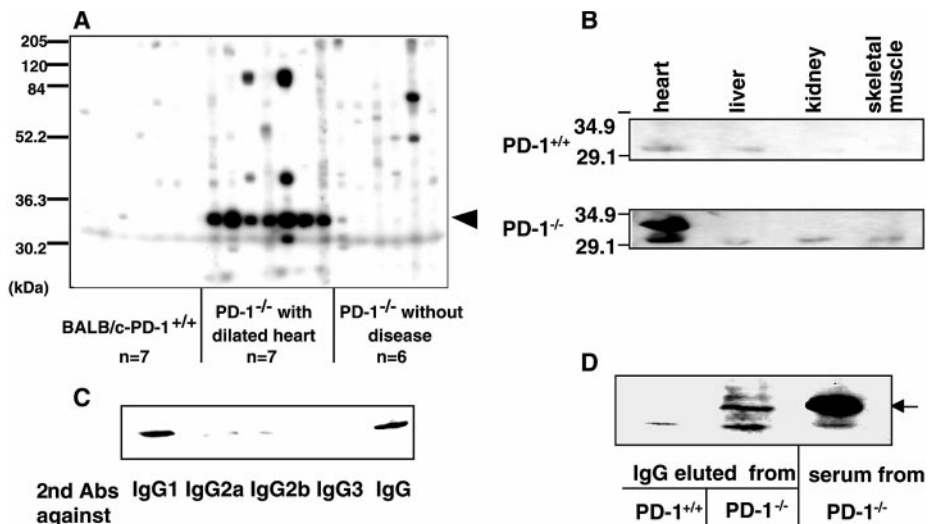 A
205
120
84
52.2
36.3
30.2
(kDa)
BALB/c-PD-1+/+
n=7
PD-1-/- with
dilated heart
n=7
PD-1-/- without
disease
n=6
B
heart
liver
kidney
skeletal
muscle
PD-1+/+
34.9
29.1
PD-1-/-
34.9
29.1
C
2nd Abs
against
IgG1 IgG2a IgG2b IgG3 IgG
D
IgG eluted from
PD-1+/+ PD-1-/-
serum from
PD-1-/-